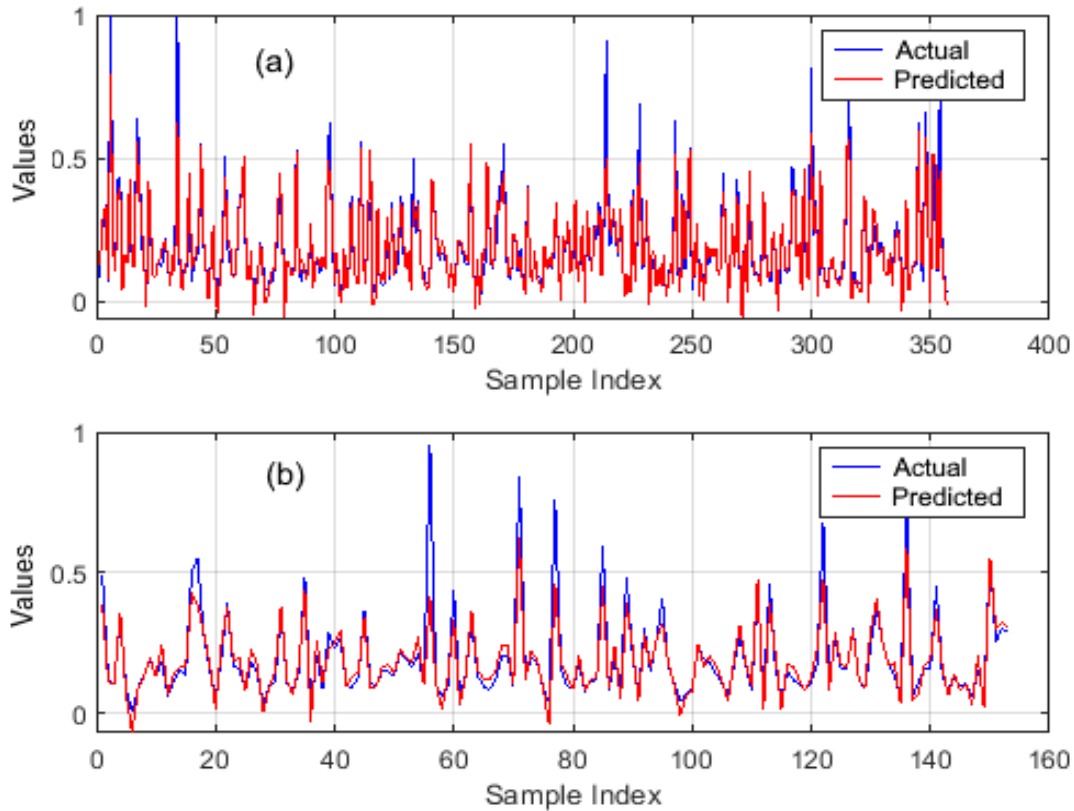 1
0.5
0
Values
(a)
Actual
Predicted
0 50 100 150 200 250 300 350 400
Sample Index
1
0.5
0
Values
(b)
Actual
Predicted
0 20 40 60 80 100 120 140 160
Sample Index